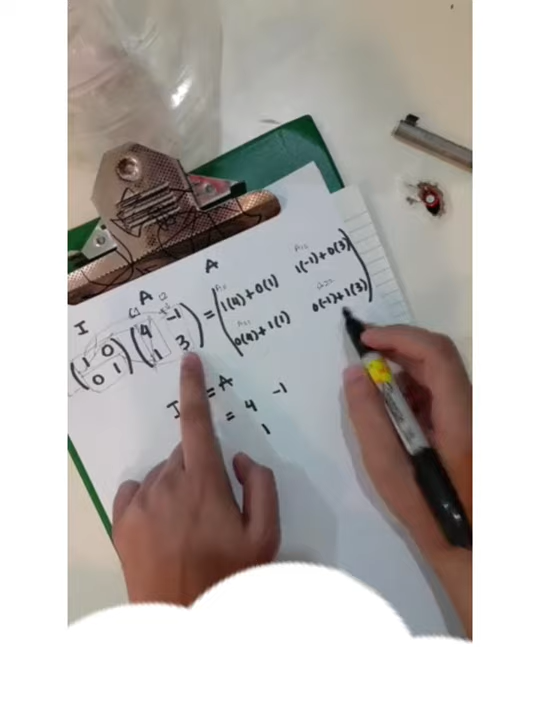 I A A
(1 0) (4 -1) = (1(4)+0(1) 1(-1)+0(3))
(0 1) (1 3) (0(4)+1(1) 0(-1)+1(3))
I = A
= 4 -1
1